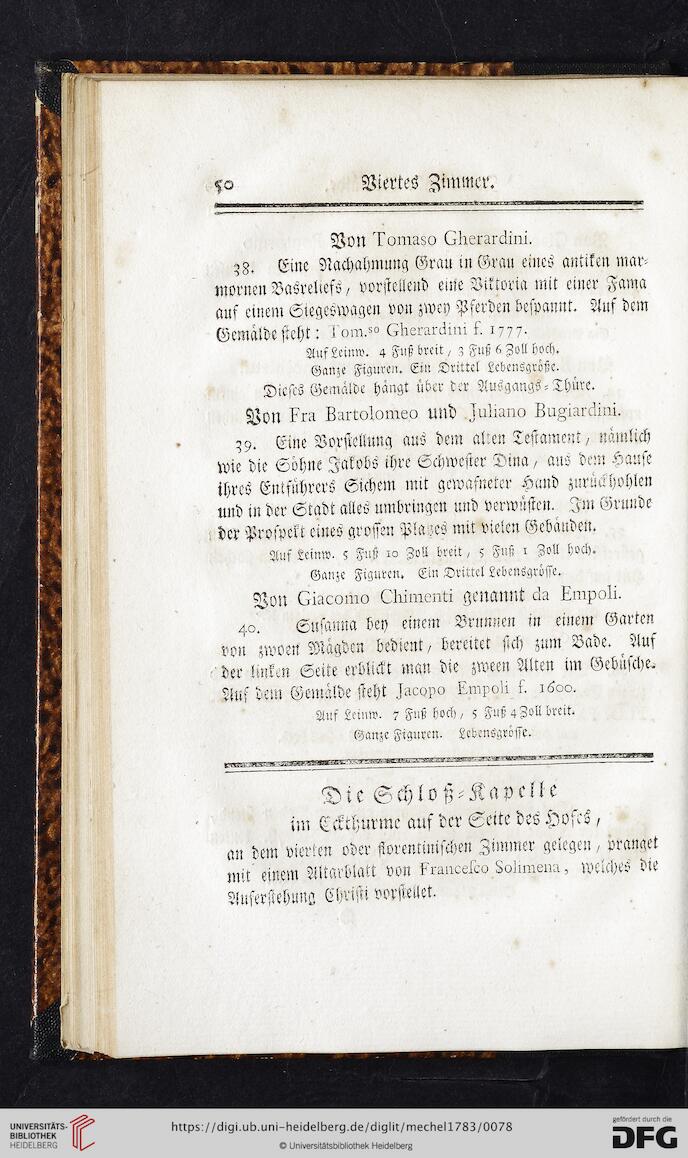 50 Viertes Zimmer.
Von Tomaso Gherardini.
38. Eine Nachahmung Grau in Grau eines antiken mar-
mornen Basreliefs, vorstellend eine Viktoria mit einer Fama
auf einem Siegeswagen von zwey Pferden bespannt. Auf dem
Gemälde steht: Tom.so Gherardini f. 1777.
Auf Leinw. 4 Fuß breit, 3 Fuß 6 Zoll hoch.
Ganze Figuren. Ein Drittel Lebensgröße.
Dieses Gemälde hängt über der Ausgangs-Thüre.
Von Fra Bartolomeo und Juliano Bugiardini.
39. Eine Vorstellung aus dem alten Testament, nämlich
wie die Söhne Jakobs ihre Schwester Dina, aus dem Hause
ihres Entführers Sichem mit gewafneter Hand zurückhohlen
und in der Stadt alles umbringen und verwüsten. Im Grunde
der Prospekt eines grossen Platzes mit vielen Gebäuden.
Auf Leinw. 5 Fuß 10 Zoll breit, 5 Fuß 1 Zoll hoch.
Ganze Figuren. Ein Drittel Lebensgrösse.
Von Giacomo Chimenti genannt da Empoli.
40. Susanna bey einem Brunnen in einem Garten
von zwoen Mägden bedient, bereitet sich zum Bade. Auf
der linken Seite erblickt man die zween Alten im Gebüsche.
Auf dem Gemälde steht Jacopo Empoli f. 1600.
Auf Leinw. 7 Fuß hoch, 5 Fuß 4 Zoll breit.
Ganze Figuren. Lebensgrösse.
Die Schloß-Kapelle
im Eckthurme auf der Seite des Hofes,
an dem vierten oder florentinischen Zimmer gelegen, pranget
mit einem Altarblatt von Francesco Solimena, welches die
Auferstehung Christi vorstellet.
UNIVERSITÄTS-
BIBLIOTHEK
HEIDELBERG
https://digi.ub.uni-heidelberg.de/diglit/mechel1783/0078
© Universitätsbibliothek Heidelberg
gefördert durch die
DFG